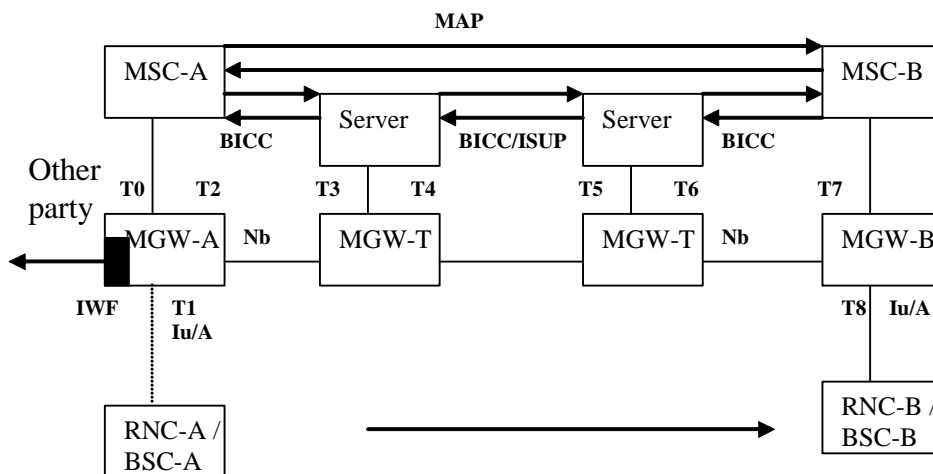 MAP
MSC-A
MSC-B
Server
Server
BICC
BICC/ISUP
BICC
Other
party
T0
T2
T3
T4
T5
T6
T7
MGW-A
Nb
MGW-T
MGW-T
Nb
MGW-B
IWF
T1
Iu/A
T8
Iu/A
RNC-A /
BSC-A
RNC-B /
BSC-B